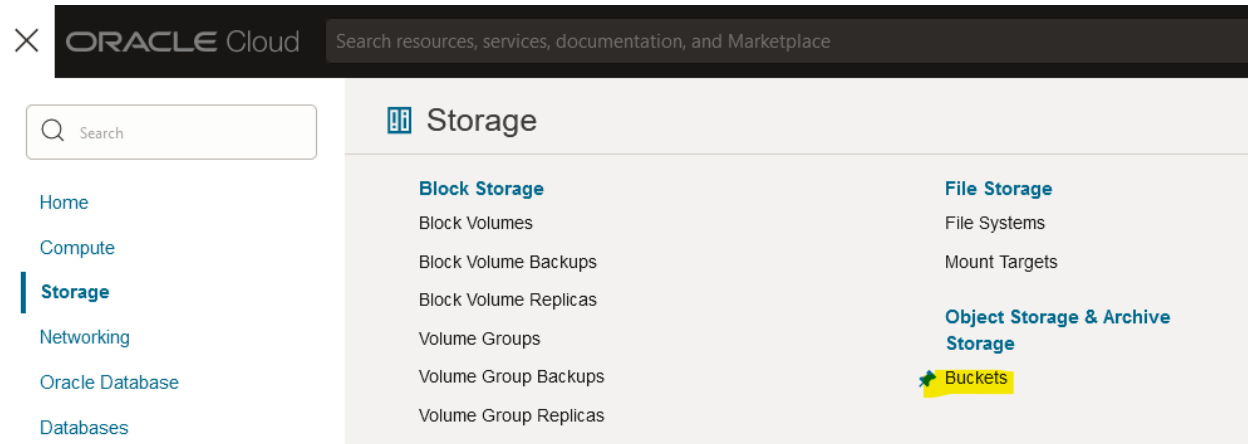 ORACLE Cloud
Search resources, services, documentation, and Marketplace
Search
Home
Compute
Storage
Networking
Oracle Database
Databases
Storage
Block Storage
Block Volumes
Block Volume Backups
Block Volume Replicas
Volume Groups
Volume Group Backups
Volume Group Replicas
File Storage
File Systems
Mount Targets
Object Storage & Archive
Storage
Buckets